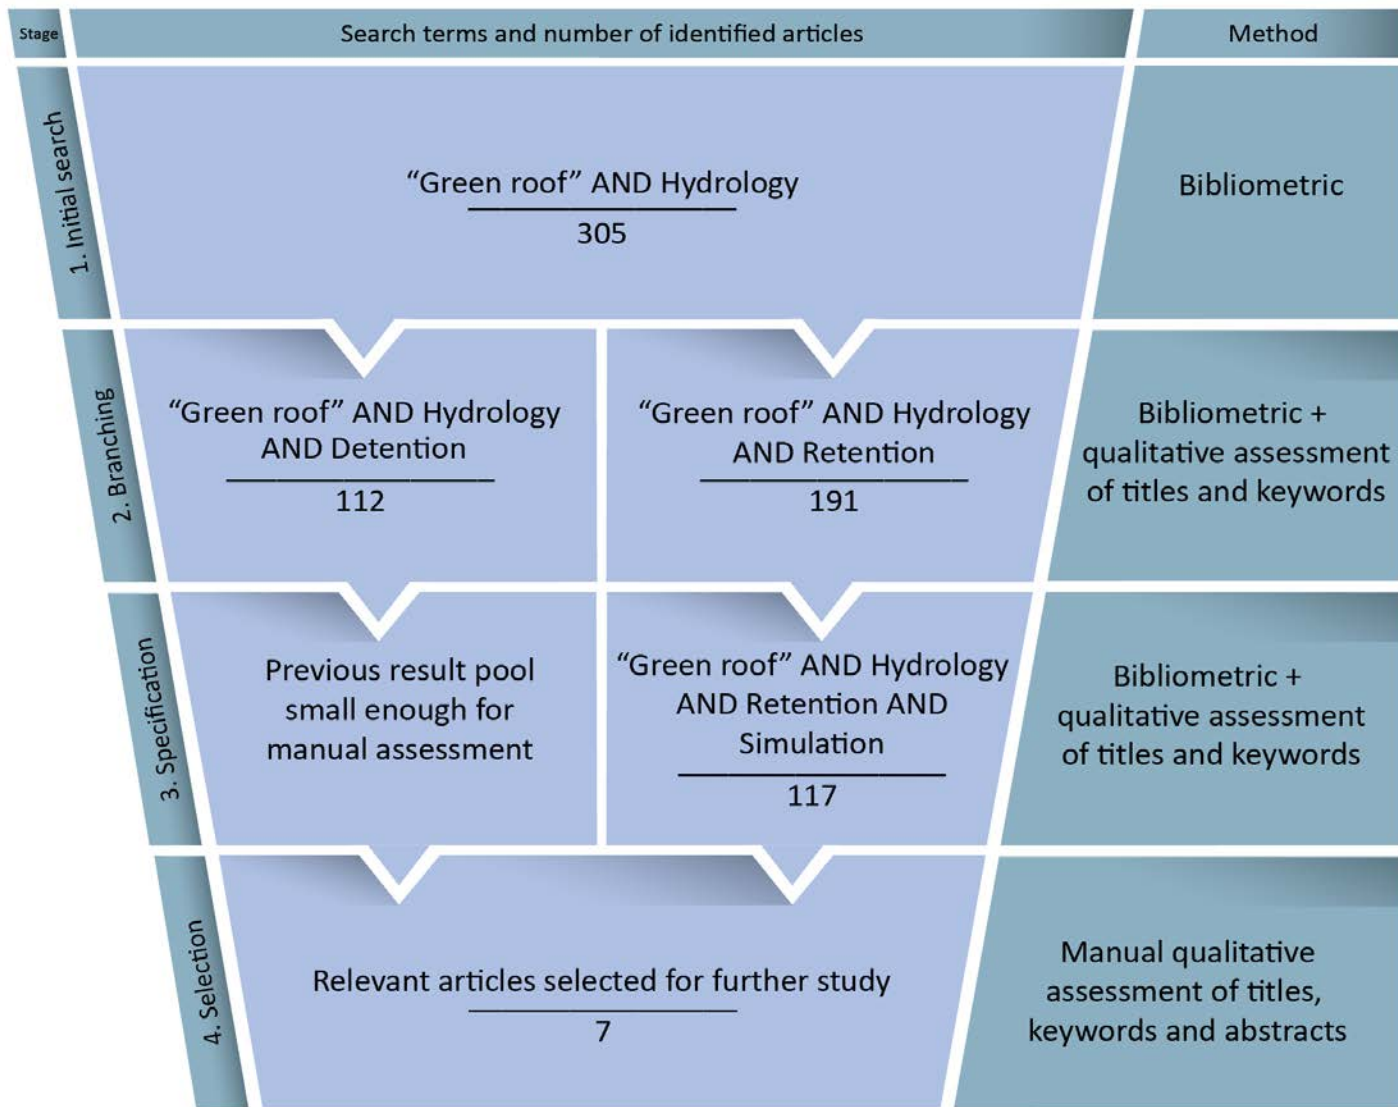 Stage
Search terms and number of identified articles
Method
1. Initial search
“Green roof” AND Hydrology
305
Bibliometric
2. Branching
“Green roof” AND Hydrology
AND Detention
112
“Green roof” AND Hydrology
AND Retention
191
Bibliometric +
qualitative assessment
of titles and keywords
3. Specification
Previous result pool
small enough for
manual assessment
“Green roof” AND Hydrology
AND Retention AND
Simulation
117
Bibliometric +
qualitative assessment
of titles and keywords
4. Selection
Relevant articles selected for further study
7
Manual qualitative
assessment of titles,
keywords and abstracts